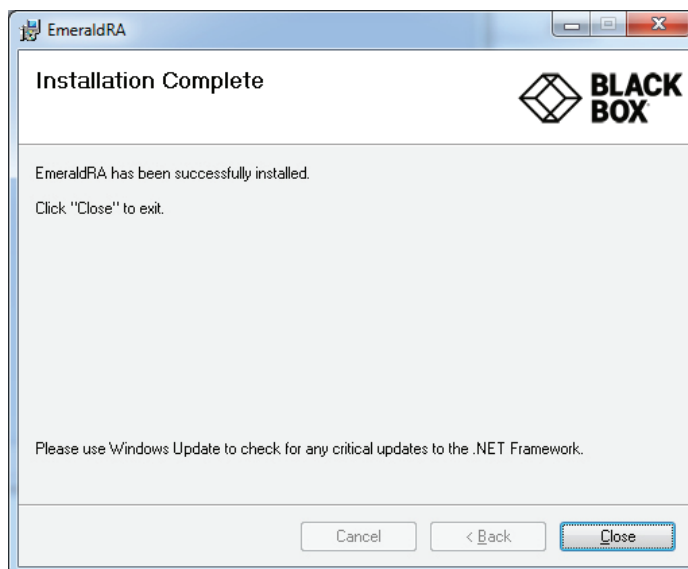 EmeraldRA
Installation Complete
BLACK
BOX
EmeraldRA has been successfully installed.
Click "Close" to exit.
Please use Windows Update to check for any critical updates to the .NET Framework.
Cancel
< Back
Close